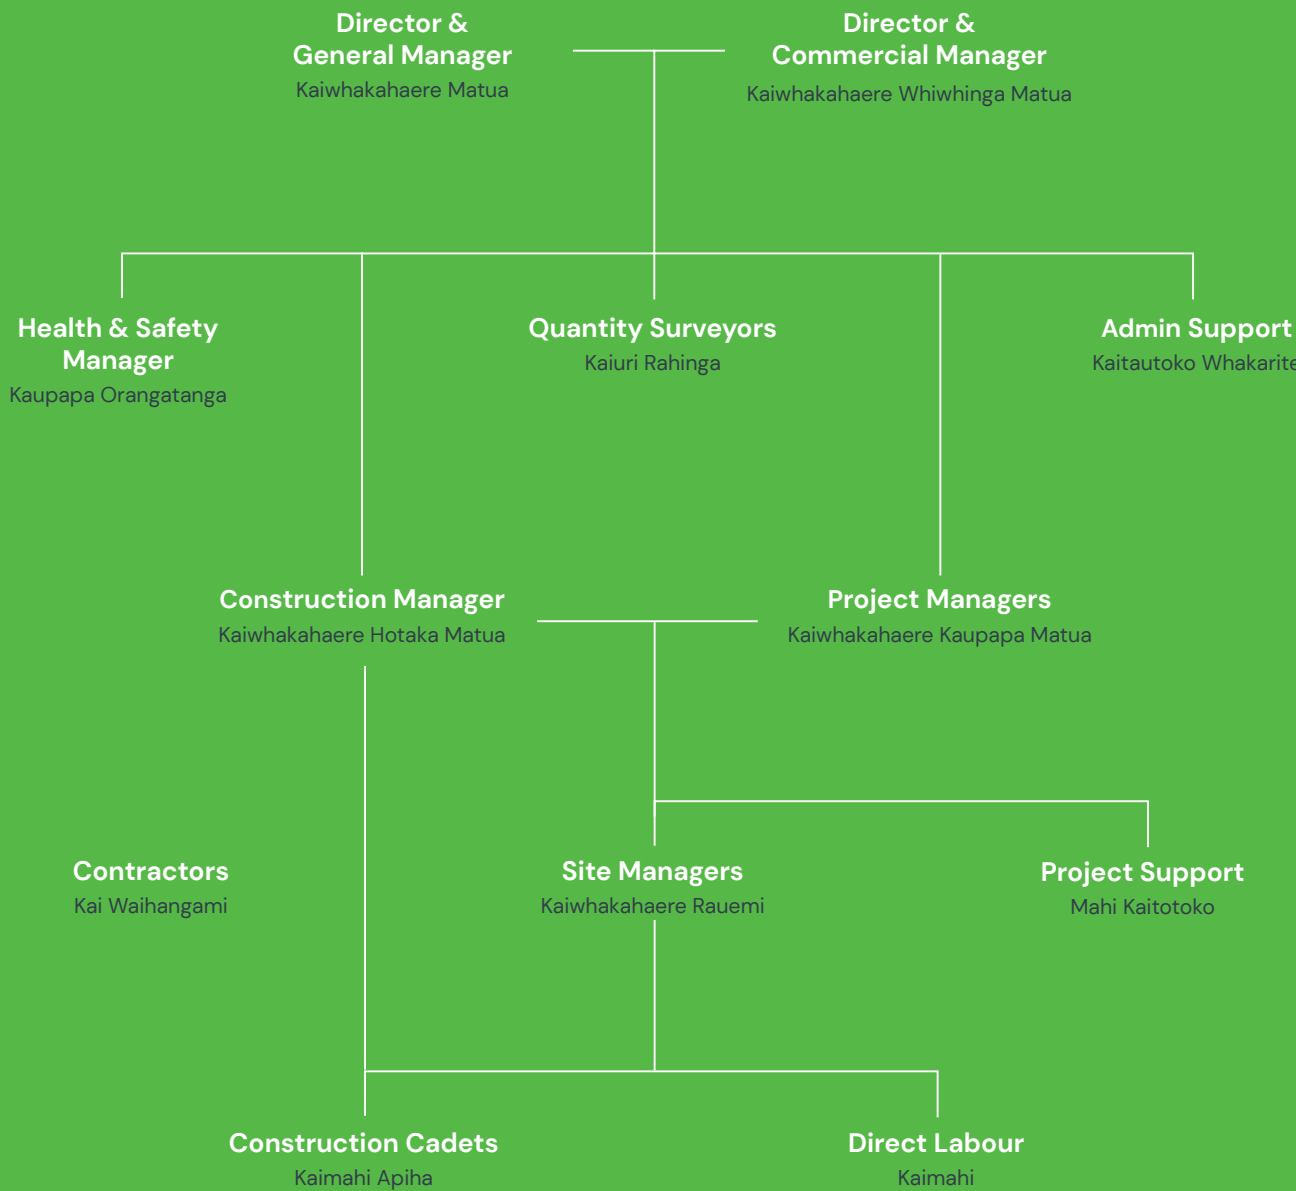 Director &
General Manager
Kaiwhakahaere Matua
Director &
Commercial Manager
Kaiwhakahaere Whiwhinga Matua
Health & Safety
Manager
Kaupapa Orangatanga
Quantity Surveyors
Kaiuri Rahinga
Admin Support
Kaitautoko Whakarite
Construction Manager
Kaiwhakahaere Hotaka Matua
Project Managers
Kaiwhakahaere Kaupapa Matua
Contractors
Kai Waihangami
Site Managers
Kaiwhakahaere Rauemi
Project Support
Mahi Kaitotoko
Construction Cadets
Kaimahi Apiha
Direct Labour
Kaimahi